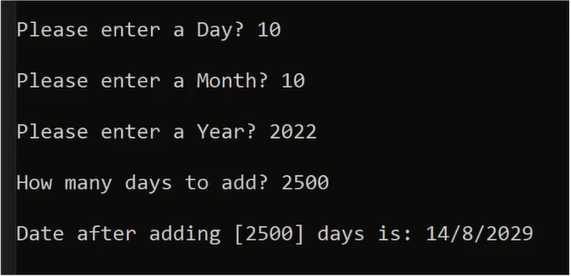 Please enter a Day? 10
Please enter a Month? 10
Please enter a Year? 2022
How many days to add? 2500
Date after adding [2500] days is: 14/8/2029